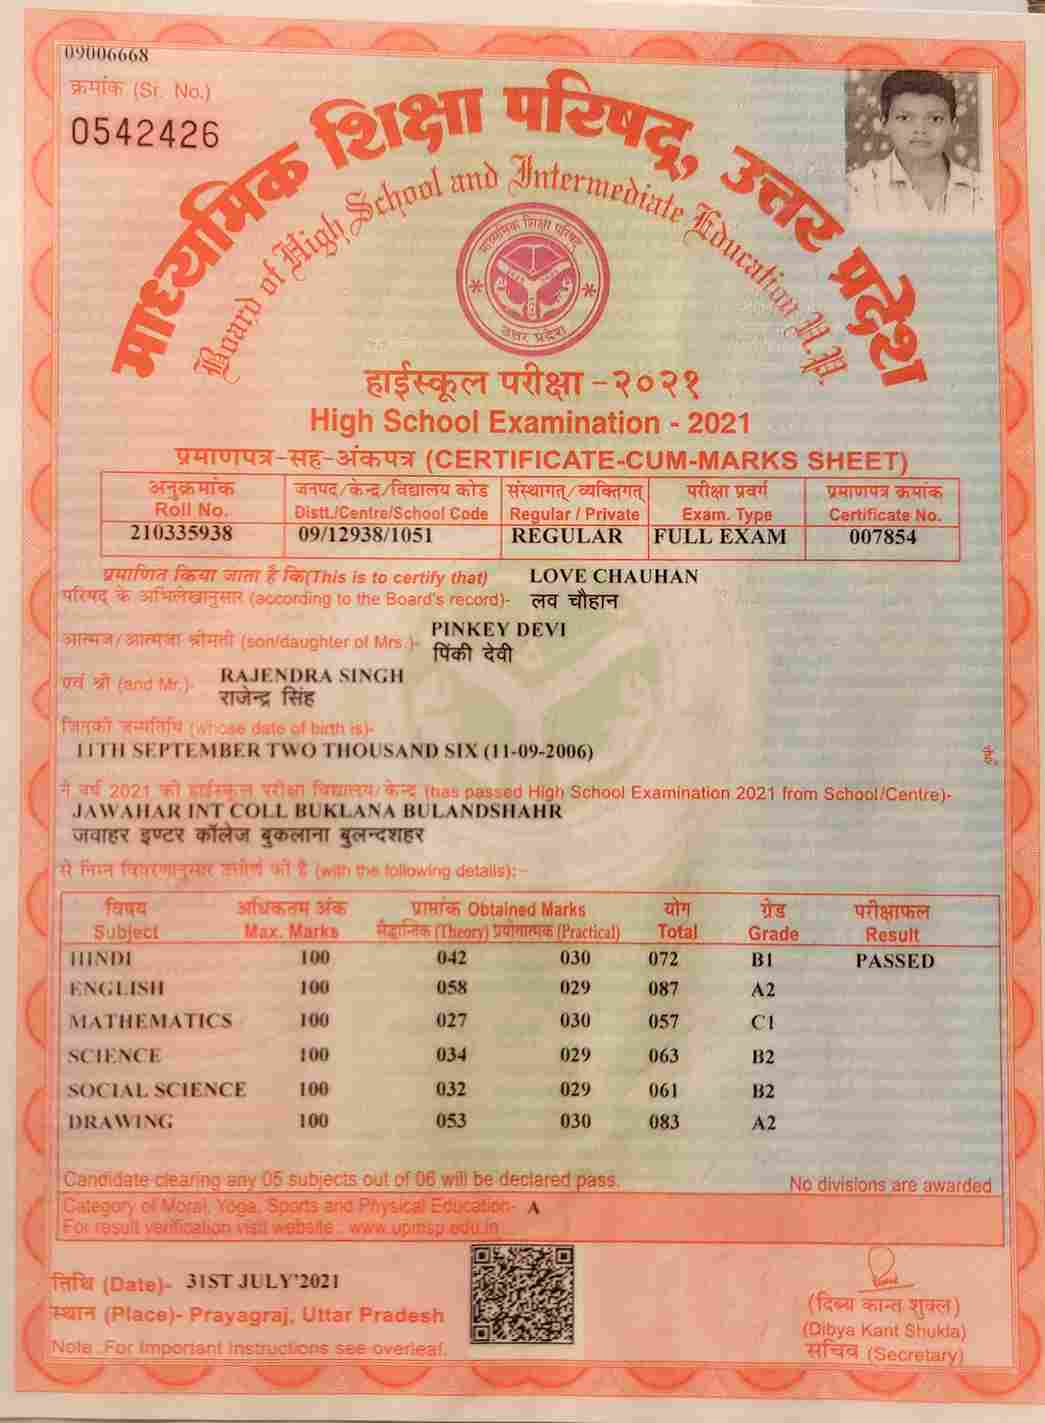 09006668
क्रमांक (Sr. No.)
0542426
माध्यमिक शिक्षा परिषद्, उत्तर प्रदेश
Board of High School and Intermediate Education U.P.
माध्यमिक शिक्षा परिषद्
उत्तर प्रदेश
हाईस्कूल परीक्षा -२०२१
High School Examination - 2021
प्रमाणपत्र-सह-अंकपत्र (CERTIFICATE-CUM-MARKS SHEET)
अनुक्रमांक जनपद/केन्द्र/विद्यालय कोड संस्थागत/व्यक्तिगत् परीक्षा प्रवर्ग प्रमाणपत्र क्रमांक
Roll No. Distt./Centre/School Code Regular / Private Exam. Type Certificate No.
210335938 09/12938/1051 REGULAR FULL EXAM 007854
प्रमाणित किया जाता है कि(This is to certify that) LOVE CHAUHAN
परिषद के अभिलेखानुसार (according to the Board's record)- लव चौहान
PINKEY DEVI
आत्मज/आत्मजा श्रीमती (son/daughter of Mrs.)- पिंकी देवी
RAJENDRA SINGH
एवं श्री (and Mr.)- राजेन्द्र सिंह
जिनकी जन्मतिथि (whose date of birth is)-
11TH SEPTEMBER TWO THOUSAND SIX (11-09-2006) है,
ने वर्ष 2021 की हाईस्कूल परीक्षा विद्यालय/केन्द्र (has passed High School Examination 2021 from School/Centre)-
JAWAHAR INT COLL BUKLANA BULANDSHAHR
जवाहर इण्टर कॉलेज बुकलाना बुलन्दशहर
से निम्न विवरणानुसार उत्तीर्ण की है (with the following details):-
विषय अधिकतम अंक प्राप्तांक Obtained Marks योग ग्रेड परीक्षाफल
Subject Max. Marks सैद्धान्तिक (Theory) प्रयोगात्मक (Practical) Total Grade Result
HINDI 100 042 030 072 B1 PASSED
ENGLISH 100 058 029 087 A2
MATHEMATICS 100 027 030 057 C1
SCIENCE 100 034 029 063 B2
SOCIAL SCIENCE 100 032 029 061 B2
DRAWING 100 053 030 083 A2
Candidate clearing any 05 subjects out of 06 will be declared pass. No divisions are awarded
Category of Moral, Yoga, Sports and Physical Education- A
For result verification visit website : www.upmsp.edu.in
तिथि (Date)- 31ST JULY'2021
स्थान (Place)- Prayagraj, Uttar Pradesh
Note :For Important Instructions see overleaf.
(दिब्य कान्त शुक्ल)
(Dibya Kant Shukla)
सचिव (Secretary)